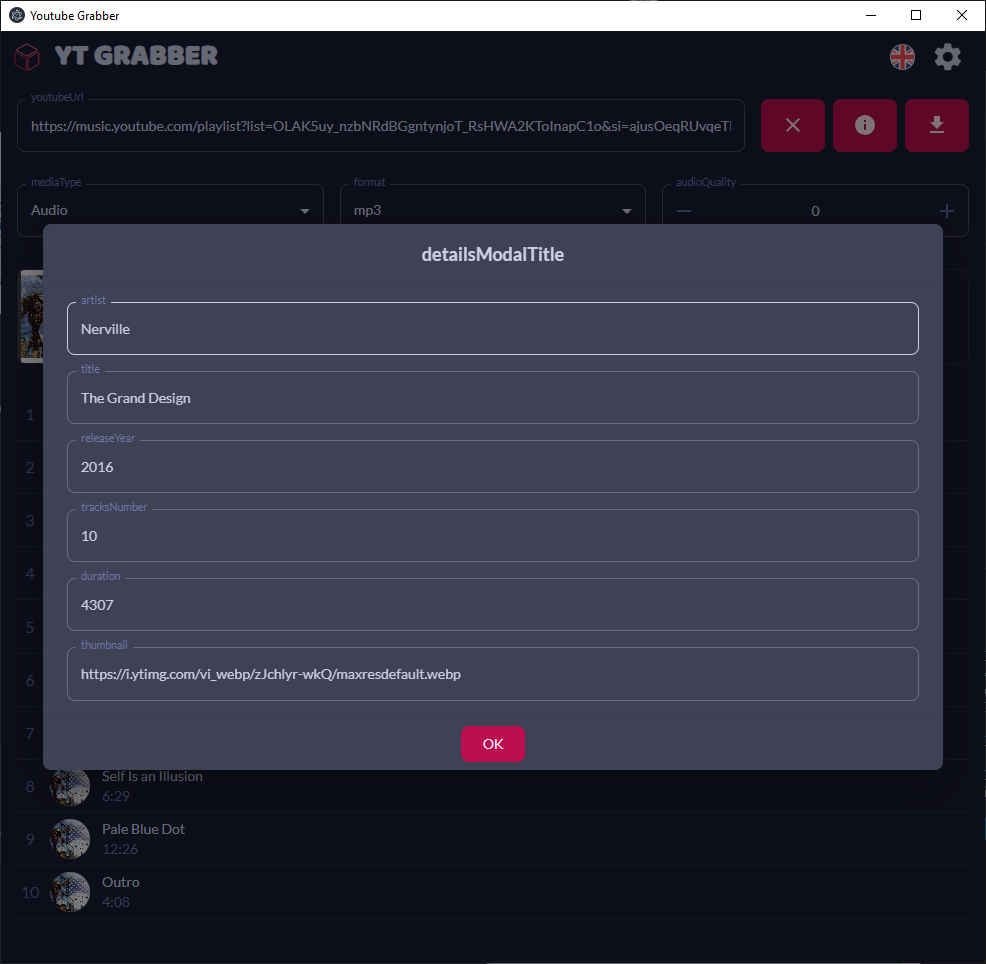 Youtube Grabber
YT GRABBER
youtubeUrl
https://music.youtube.com/playlist?list=OLAK5uy_nzbNRdBGgntynjoT_RsHWA2KToInapC1o&si=ajusOeqRUvqeTl
mediaType
Audio
format
mp3
audioQuality
0
detailsModalTitle
artist
Nerville
title
The Grand Design
releaseYear
2016
tracksNumber
10
duration
4307
thumbnail
https://i.ytimg.com/vi_webp/zJchlyr-wkQ/maxresdefault.webp
OK
1
2
3
4
5
6
7
8
Self Is an Illusion
6:29
9
Pale Blue Dot
12:26
10
Outro
4:08